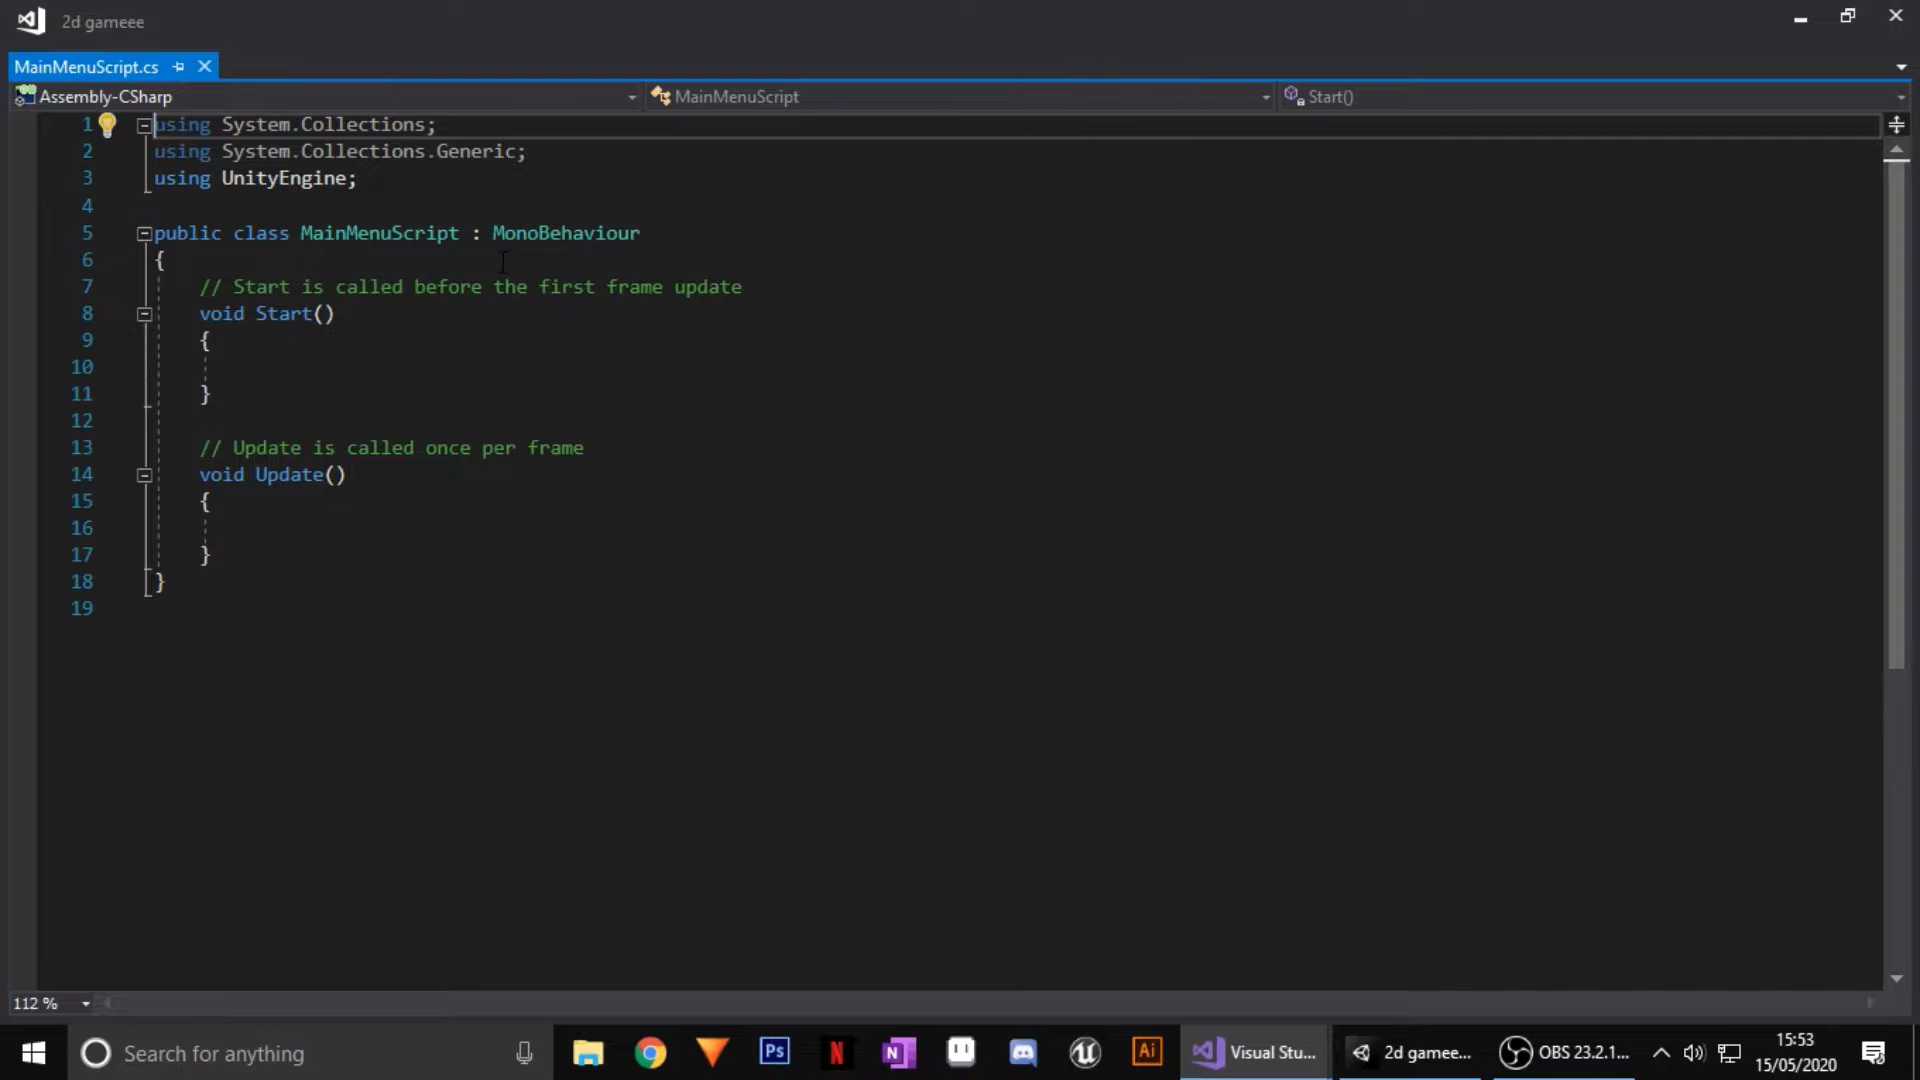 2d gameee
MainMenuScript.cs
Assembly-CSharp
MainMenuScript
Start()
1 using System.Collections;
2 using System.Collections.Generic;
3 using UnityEngine;
4
5 public class MainMenuScript : MonoBehaviour
6 {
7 // Start is called before the first frame update
8 void Start()
9 {
10
11 }
12
13 // Update is called once per frame
14 void Update()
15 {
16
17 }
18 }
19
112 %
Search for anything
Ps
N
N
Ai
Visual Stu...
2d gamee...
OBS 23.2.1...
15:53
15/05/2020